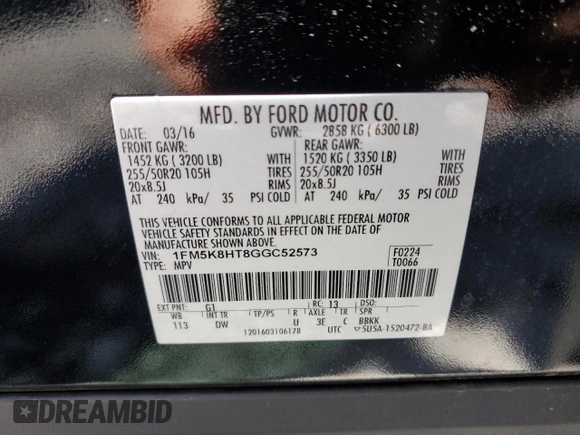 MFD. BY FORD MOTOR CO.
DATE: 03/16 GVWR: 2858 KG ( 6300 LB)
FRONT GAWR: REAR GAWR:
1452 KG ( 3200 LB) 1520 KG ( 3350 LB)
255/50R20 105H TIRES 255/50R20 105H TIRES
20x8.5J RIMS 20x8.5J RIMS
AT 240 kPa/ 35 PSI COLD AT 240 kPa/ 35 PSI COLD
THIS VEHICLE CONFORMS TO ALL APPLICABLE FEDERAL MOTOR
VEHICLE SAFETY STANDARDS IN EFFECT ON THE DATE OF
MANUFACTURE SHOWN ABOVE.
VIN: 1FM5K8HT8GGC52573 F0224
TYPE: MPV T0066
EXT PNT: G1 RC: 13 DSO:
WB INT TR TP/PS R AXLE TR SPR
113 DW U 3E C BBKK
1201603106178 UTC ▽5U5A-1520472-BA
DREAMBID